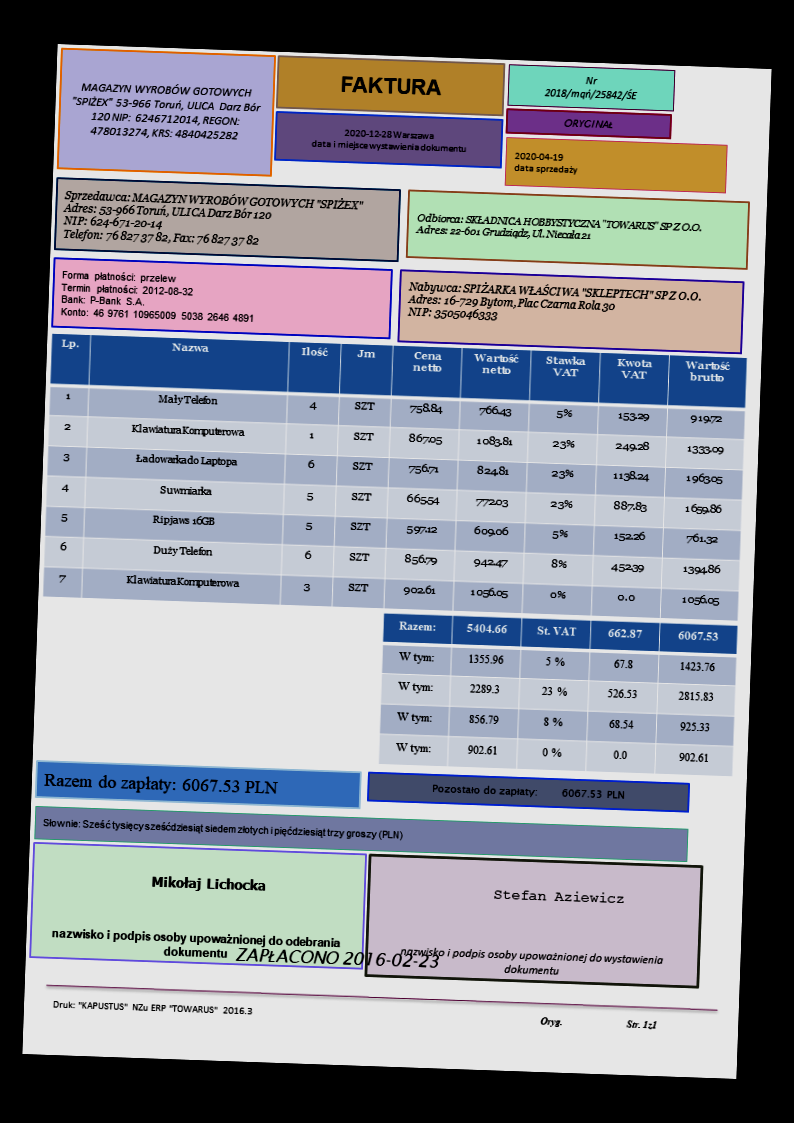 MAGAZYN WYROBÓW GOTOWYCH
"SPIŻEX" 53-966 Toruń, ULICA Darz Bór
120 NIP: 6246712014, REGON:
478013274, KRS: 4840425282
FAKTURA
2020-12-28 Warszawa
data i miejsce wystawienia dokumentu
Nr
2018/mąń/25842/ŚE
ORYGINAŁ
2020-04-19
data sprzedaży
Sprzedawca: MAGAZYN WYROBÓW GOTOWYCH "SPIŻEX"
Adres: 53-966 Toruń, ULICA Darz Bór 120
NIP: 624-671-20-14
Telefon: 76 827 37 82, Fax: 76 827 37 82
Odbiorca: SKŁADNICA HOBBYSTYCZNA "TOWARUS" SP Z O.O.
Adres: 22-601 Grudziądz, Ul. Niecała 21
Forma płatności: przelew
Termin płatności: 2012-08-32
Bank: P-Bank S.A.
Konto: 46 9761 10965009 5038 2646 4891
Nabywca: SPIŻARKA WŁAŚCIWA "SKLEPTECH" SP Z O.O.
Adres: 16-729 Bytom, Plac Czarna Rola 30
NIP: 3505046333
Lp. Nazwa Ilość Jm Cena netto Wartość netto Stawka VAT Kwota VAT Wartość brutto
1 Mały Telefon 4 SZT 758.84 766.43 5% 153.29 919.72
2 Klawiatura Komputerowa 1 SZT 867.05 1083.81 23% 249.28 1333.09
3 Ładowarka do Laptopa 6 SZT 756.71 824.81 23% 1138.24 1963.05
4 Suwmiarka 5 SZT 665.54 772.03 23% 887.83 1659.86
5 Ripjaws 16GB 5 SZT 597.12 609.06 5% 152.26 761.32
6 Duży Telefon 6 SZT 856.79 942.47 8% 452.39 1394.86
7 Klawiatura Komputerowa 3 SZT 902.61 1056.05 0% 0.0 1056.05
Razem: 5404.66 St. VAT 662.87 6067.53
W tym: 1355.96 5 % 67.8 1423.76
W tym: 2289.3 23 % 526.53 2815.83
W tym: 856.79 8 % 68.54 925.33
W tym: 902.61 0 % 0.0 902.61
Razem do zapłaty: 6067.53 PLN
Pozostało do zapłaty: 6067.53 PLN
Słownie: Sześć tysięcy sześćdziesiąt siedem złotych i pięćdziesiąt trzy groszy (PLN)
Mikołaj Lichocka
nazwisko i podpis osoby upoważnionej do odebrania
dokumentu
Stefan Aziewicz
nazwisko i podpis osoby upoważnionej do wystawienia
dokumentu
ZAPŁACONO 2016-02-23
Druk: "KAPUSTUS" NZu ERP "TOWARUS" 2016.3
Oryg.
Str. 1z1